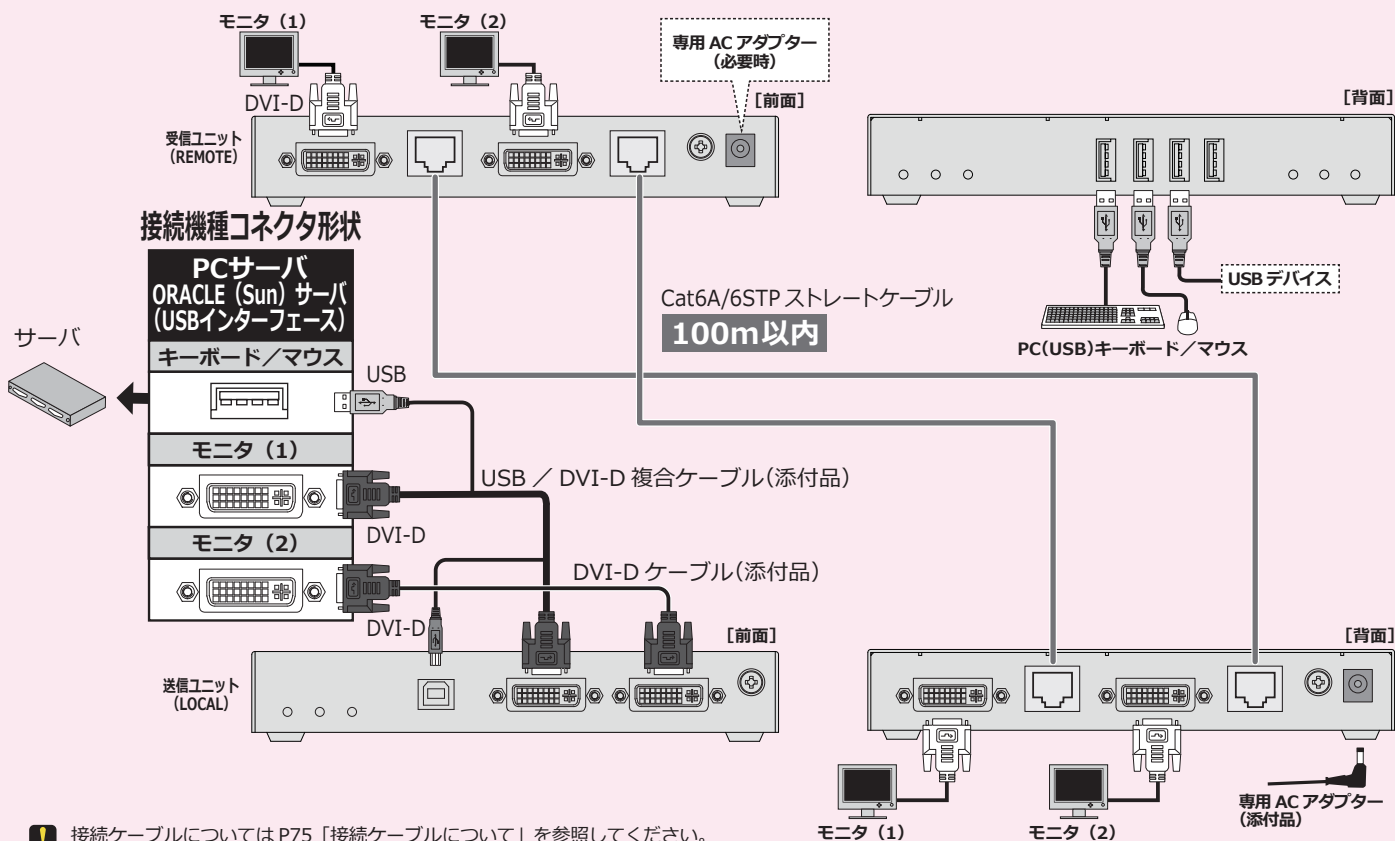 モニタ（1）
モニタ（2）
専用 AC アダプター
（必要時）
DVI-D
［前面］
［背面］
受信ユニット
（REMOTE）
接続機種コネクタ形状
PCサーバ
ORACLE（Sun）サーバ
（USBインターフェース）
Cat6A/6STP ストレートケーブル
100m以内
USB デバイス
PC(USB)キーボード／マウス
サーバ
キーボード／マウス
USB
モニタ（1）
USB ／ DVI-D 複合ケーブル（添付品）
DVI-D
モニタ（2）
DVI-D ケーブル（添付品）
DVI-D
［前面］
［背面］
送信ユニット
（LOCAL）
専用 AC アダプター
（添付品）
モニタ（1）
モニタ（2）
! 接続ケーブルについては P75「接続ケーブルについて」を参照してください。